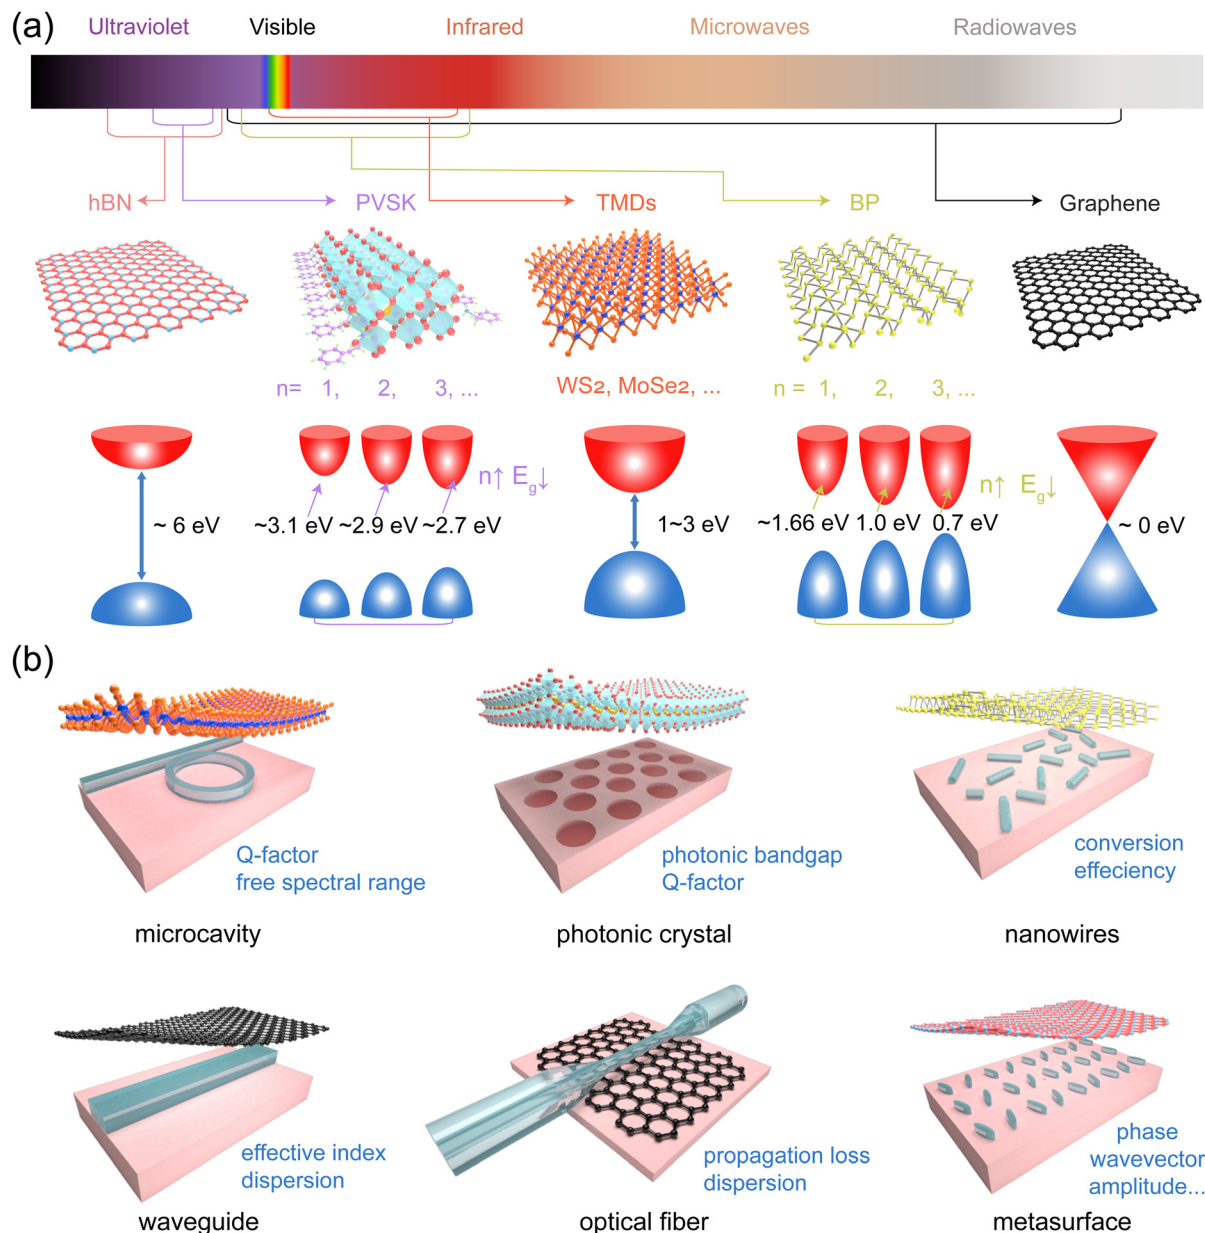 (a)
Ultraviolet Visible Infrared Microwaves Radiowaves
hBN PVSK TMDs BP Graphene
n= 1, 2, 3, ... WS2, MoSe2, ... n = 1, 2, 3, ...
n↑ E_g↓ n↑ E_g↓
~ 6 eV ~3.1 eV ~2.9 eV ~2.7 eV 1~3 eV ~1.66 eV 1.0 eV 0.7 eV ~ 0 eV
(b)
Q-factor
free spectral range
microcavity
photonic bandgap
Q-factor
photonic crystal
conversion
effeciency
nanowires
effective index
dispersion
waveguide
propagation loss
dispersion
optical fiber
phase
wavevector
amplitude...
metasurface